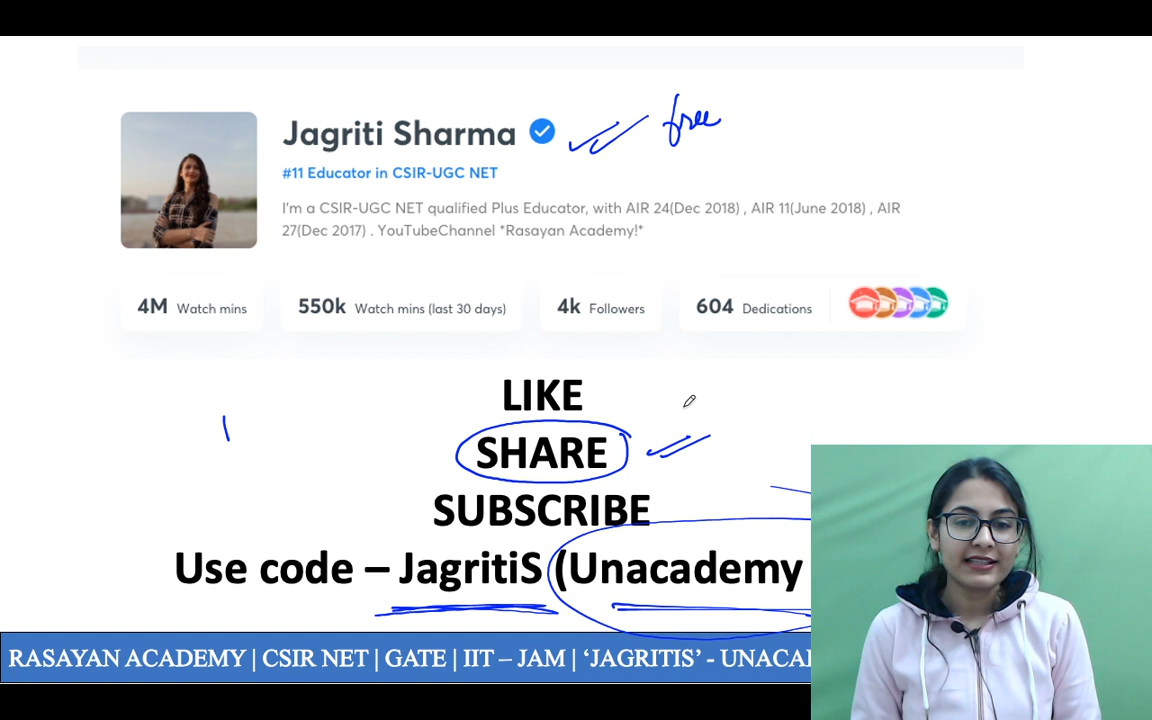 Jagriti Sharma
free
#11 Educator in CSIR-UGC NET
I'm a CSIR-UGC NET qualified Plus Educator, with AIR 24(Dec 2018) , AIR 11(June 2018) , AIR
27(Dec 2017) . YouTubeChannel *Rasayan Academy!*
4M Watch mins 550k Watch mins (last 30 days) 4k Followers 604 Dedications
LIKE
SHARE
SUBSCRIBE
Use code – JagritiS (Unacademy
RASAYAN ACADEMY | CSIR NET | GATE | IIT – JAM | ‘JAGRITIS’ - UNACA